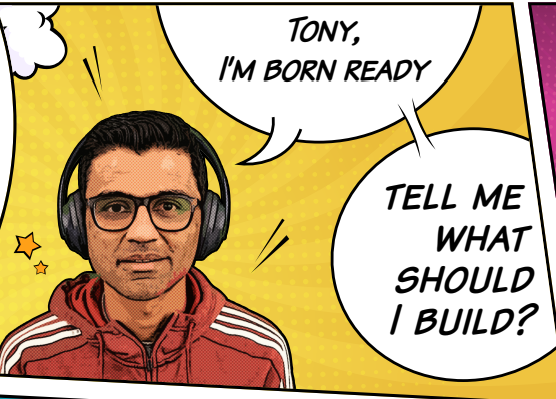 TONY,
I'M BORN READY
TELL ME
WHAT
SHOULD
I BUILD?